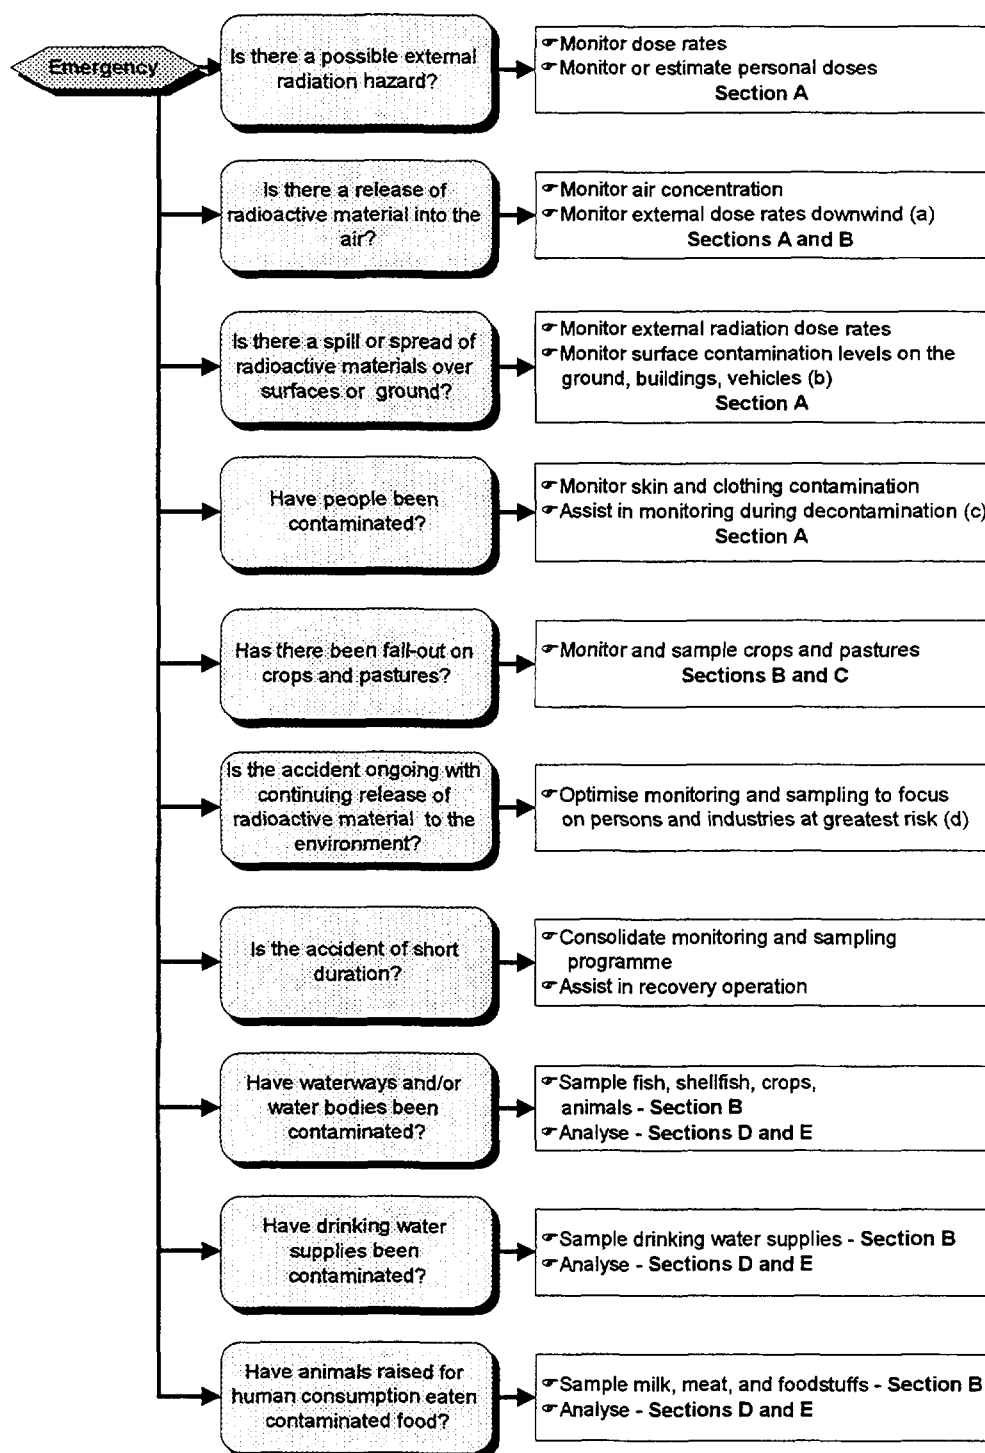 Emergency
Is there a possible external
radiation hazard?
☞Monitor dose rates
☞Monitor or estimate personal doses
Section A
Is there a release of
radioactive material into the
air?
☞Monitor air concentration
☞Monitor external dose rates downwind (a)
Sections A and B
Is there a spill or spread of
radioactive materials over
surfaces or ground?
☞Monitor external radiation dose rates
☞Monitor surface contamination levels on the
ground, buildings, vehicles (b)
Section A
Have people been
contaminated?
☞Monitor skin and clothing contamination
☞Assist in monitoring during decontamination (c)
Section A
Has there been fall-out on
crops and pastures?
☞Monitor and sample crops and pastures
Sections B and C
Is the accident ongoing with
continuing release of
radioactive material to the
environment?
☞Optimise monitoring and sampling to focus
on persons and industries at greatest risk (d)
Is the accident of short
duration?
☞Consolidate monitoring and sampling
programme
☞Assist in recovery operation
Have waterways and/or
water bodies been
contaminated?
☞Sample fish, shellfish, crops,
animals - Section B
☞Analyse - Sections D and E
Have drinking water
supplies been
contaminated?
☞Sample drinking water supplies - Section B
☞Analyse - Sections D and E
Have animals raised for
human consumption eaten
contaminated food?
☞Sample milk, meat, and foodstuffs - Section B
☞Analyse - Sections D and E